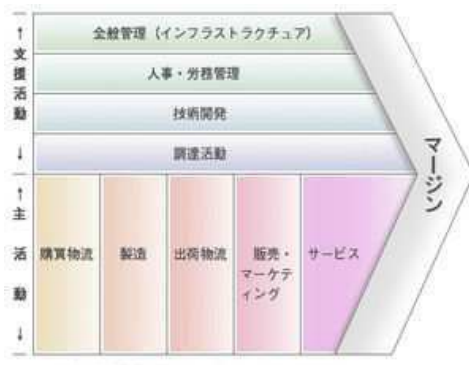 ↑支援活動↓
全般管理（インフラストラクチュア）
人事・労務管理
技術開発
調達活動
↑主活動↓
購買物流
製造
出荷物流
販売・
マーケテ
ィング
サービス
マージン